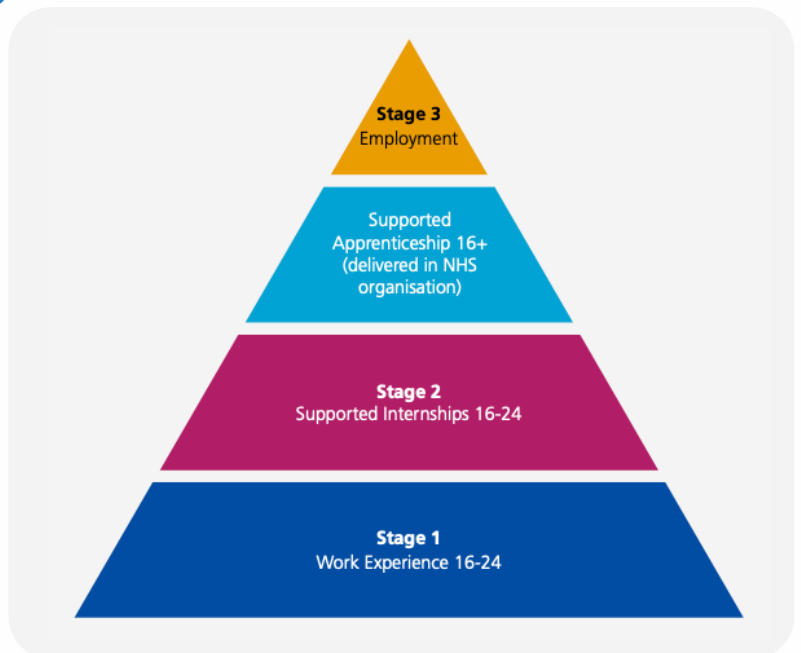 Stage 3
Employment
Supported
Apprenticeship 16+
(delivered in NHS
organisation)
Stage 2
Supported Internships 16-24
Stage 1
Work Experience 16-24